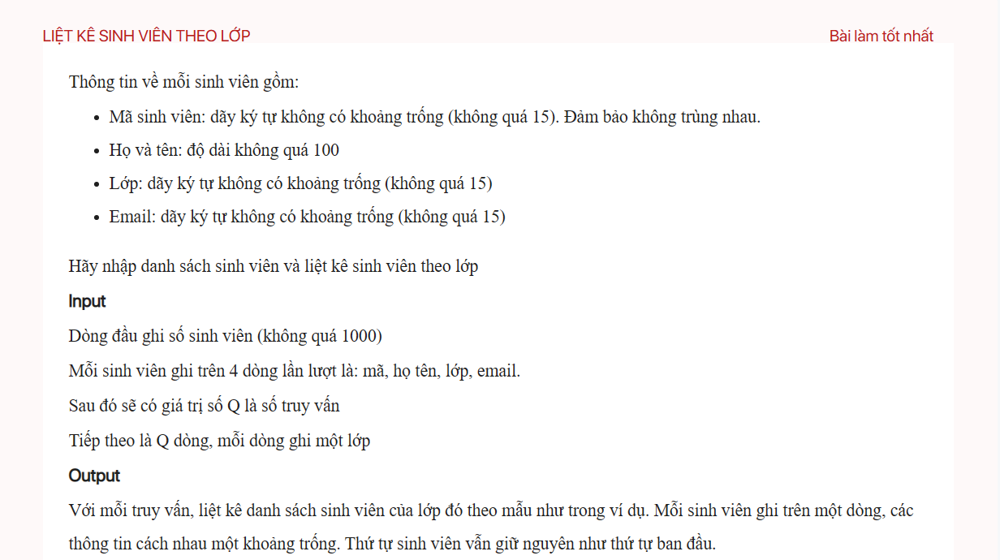 LIỆT KÊ SINH VIÊN THEO LỚP
Bài làm tốt nhất
Thông tin về mỗi sinh viên gồm:
• Mã sinh viên: dãy ký tự không có khoảng trống (không quá 15). Đảm bảo không trùng nhau.
• Họ và tên: độ dài không quá 100
• Lớp: dãy ký tự không có khoảng trống (không quá 15)
• Email: dãy ký tự không có khoảng trống (không quá 15)
Hãy nhập danh sách sinh viên và liệt kê sinh viên theo lớp
Input
Dòng đầu ghi số sinh viên (không quá 1000)
Mỗi sinh viên ghi trên 4 dòng lần lượt là: mã, họ tên, lớp, email.
Sau đó sẽ có giá trị số Q là số truy vấn
Tiếp theo là Q dòng, mỗi dòng ghi một lớp
Output
Với mỗi truy vấn, liệt kê danh sách sinh viên của lớp đó theo mẫu như trong ví dụ. Mỗi sinh viên ghi trên một dòng, các
thông tin cách nhau một khoảng trống. Thứ tự sinh viên vẫn giữ nguyên như thứ tự ban đầu.